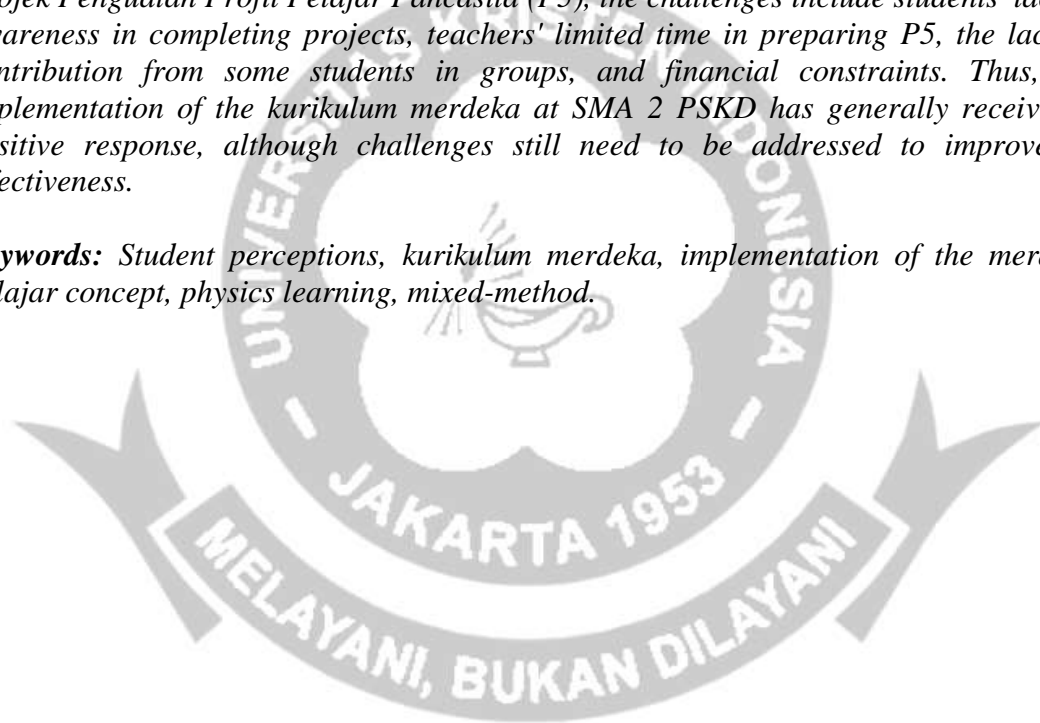 Projek Penguatan Profil Pelajar Pancasila (P5), the challenges include students' lack
awareness in completing projects, teachers' limited time in preparing P5, the lack
contribution from some students in groups, and financial constraints. Thus,
implementation of the kurikulum merdeka at SMA 2 PSKD has generally receiv
positive response, although challenges still need to be addressed to improve
effectiveness.
Keywords: Student perceptions, kurikulum merdeka, implementation of the merd
belajar concept, physics learning, mixed-method.
UNIVERSITAS KRISTEN INDONESIA
JAKARTA 1953
MELAYANI, BUKAN DILAYANI